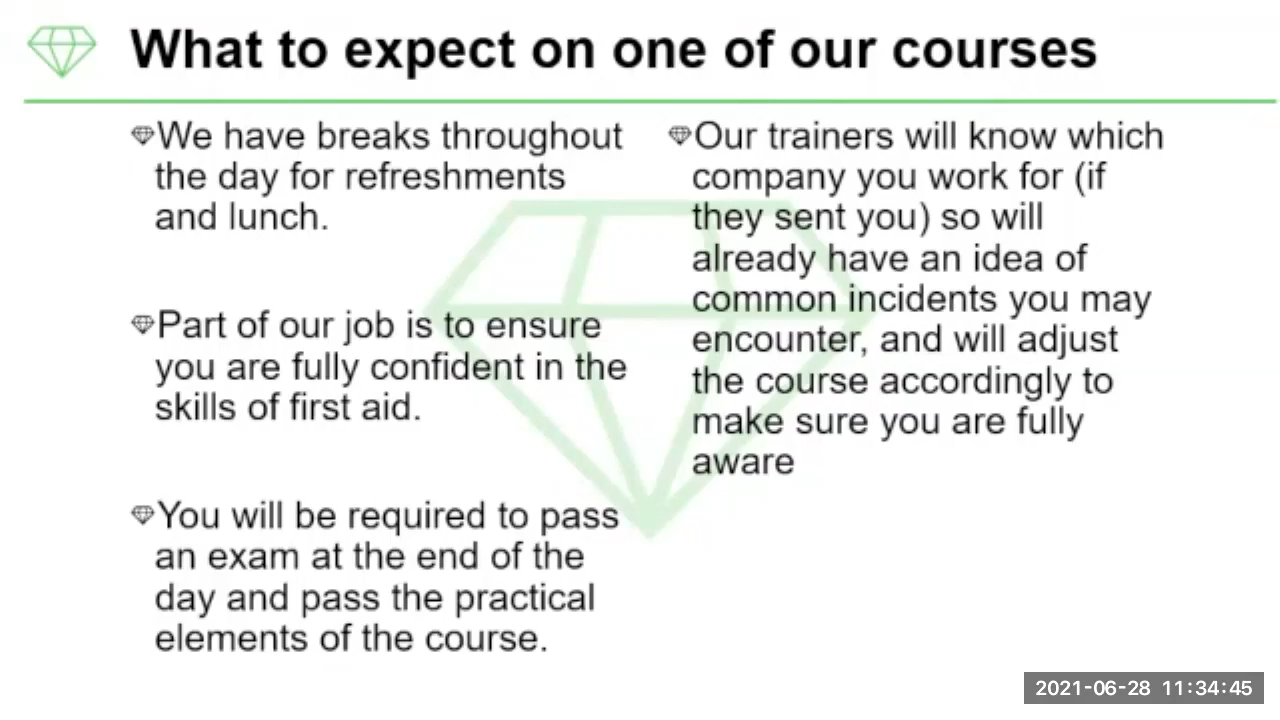 What to expect on one of our courses
We have breaks throughout
the day for refreshments
and lunch.
Part of our job is to ensure
you are fully confident in the
skills of first aid.
You will be required to pass
an exam at the end of the
day and pass the practical
elements of the course.
Our trainers will know which
company you work for (if
they sent you) so will
already have an idea of
common incidents you may
encounter, and will adjust
the course accordingly to
make sure you are fully
aware
2021-06-28 11:34:45